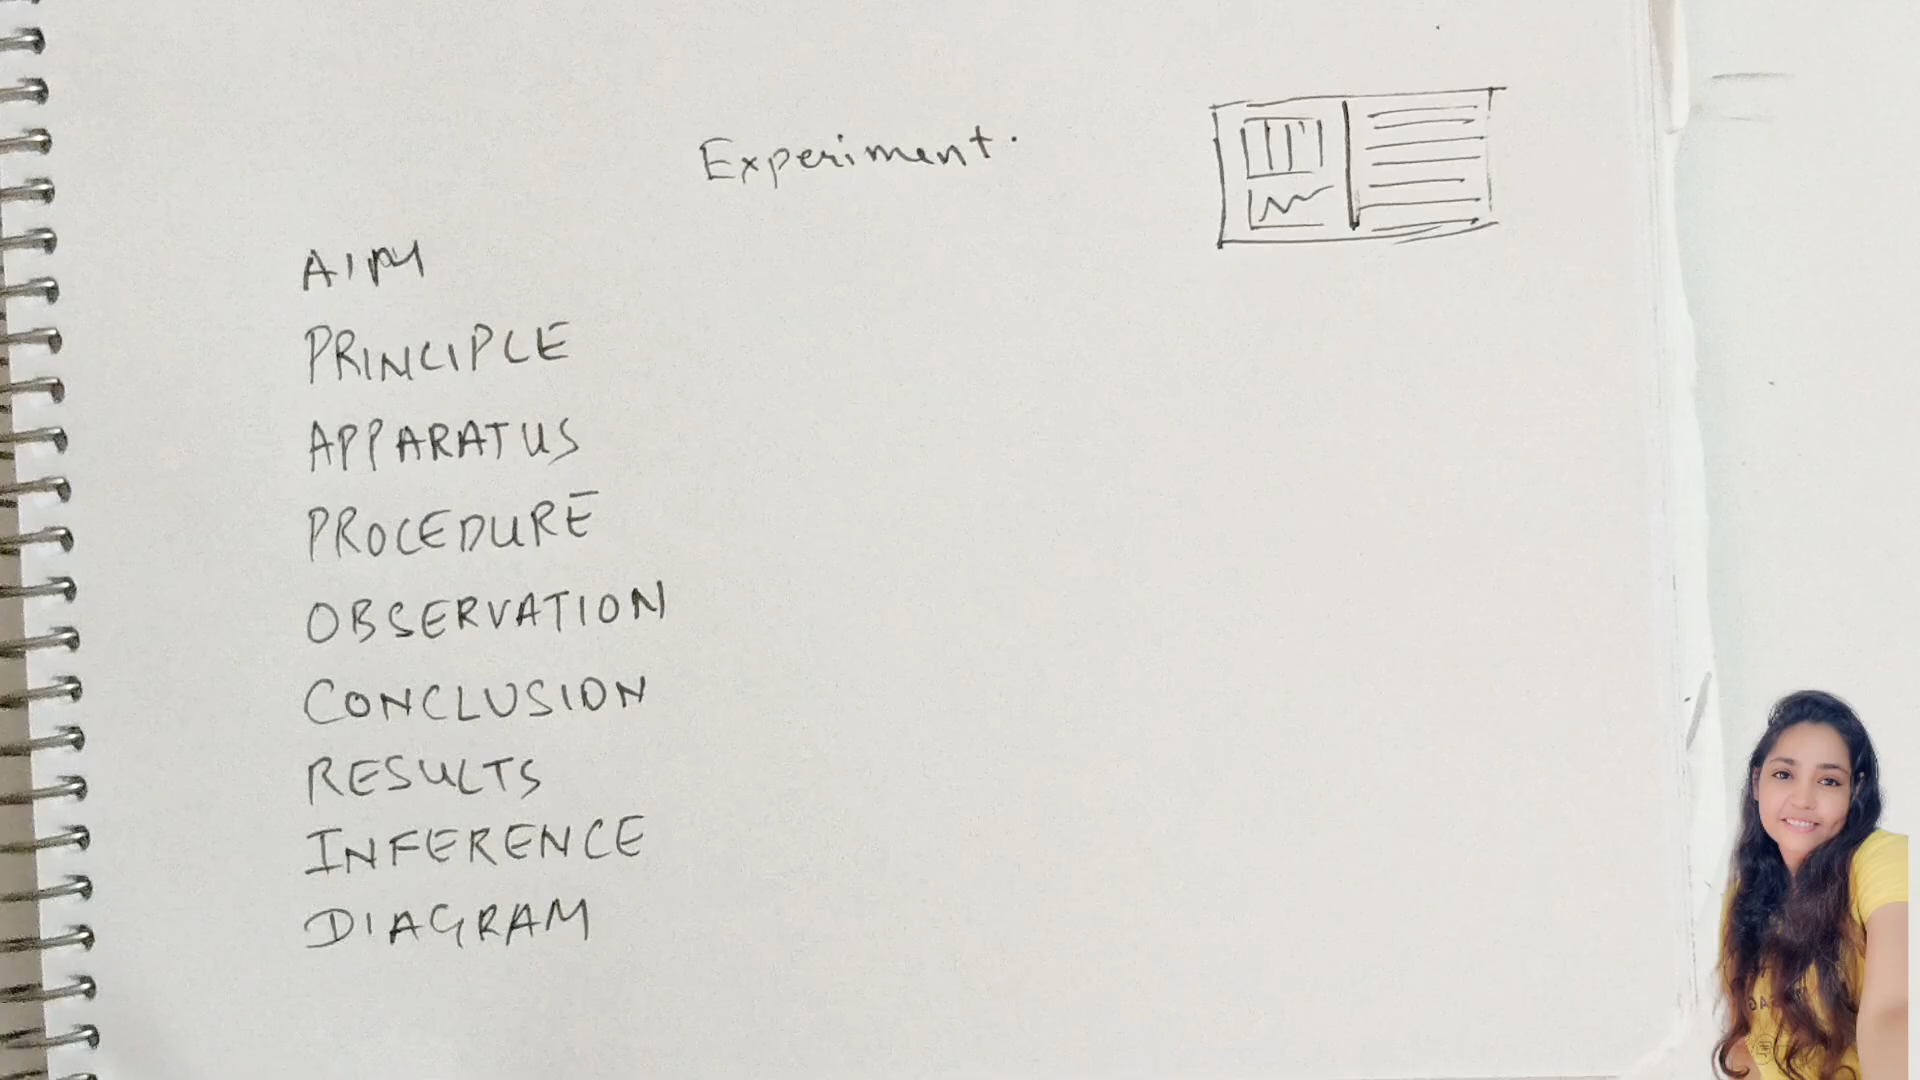 Experiment.
AIM
PRINCIPLE
APPARATUS
PROCEDURE
OBSERVATION
CONCLUSION
RESULTS
INFERENCE
DIAGRAM